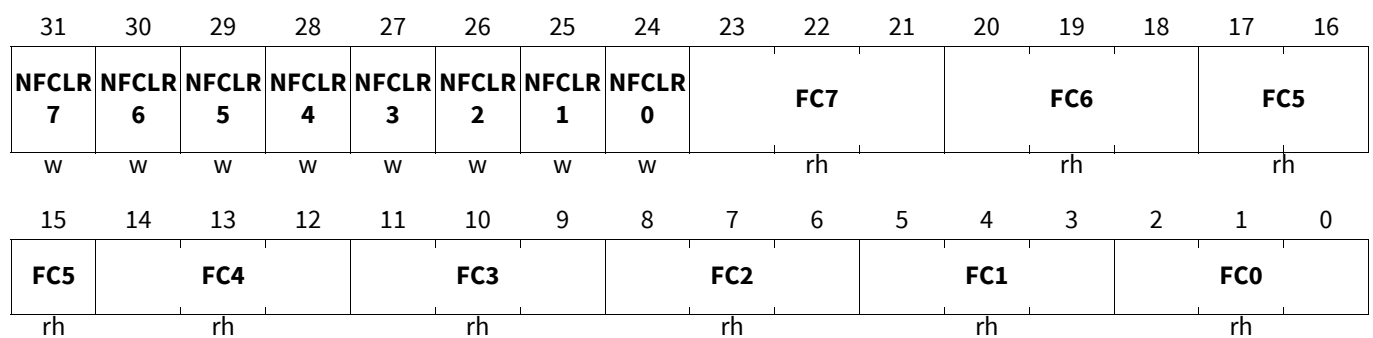 31 30 29 28 27 26 25 24 23 22 21 20 19 18 17 16
NFCLR NFCLR NFCLR NFCLR NFCLR NFCLR NFCLR NFCLR FC7 FC6 FC5
7 6 5 4 3 2 1 0
w w w w w w w w rh rh rh
15 14 13 12 11 10 9 8 7 6 5 4 3 2 1 0
FC5 FC4 FC3 FC2 FC1 FC0
rh rh rh rh rh rh